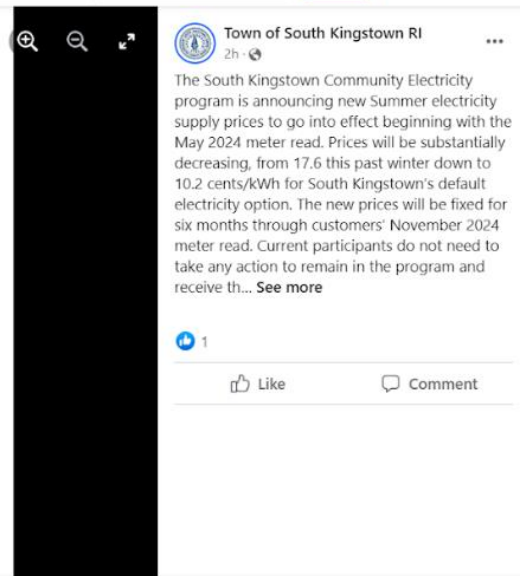 Town of South Kingstown RI
2h ·
The South Kingstown Community Electricity
program is announcing new Summer electricity
supply prices to go into effect beginning with the
May 2024 meter read. Prices will be substantially
decreasing, from 17.6 this past winter down to
10.2 cents/kWh for South Kingstown's default
electricity option. The new prices will be fixed for
six months through customers' November 2024
meter read. Current participants do not need to
take any action to remain in the program and
receive th... See more
1
Like Comment